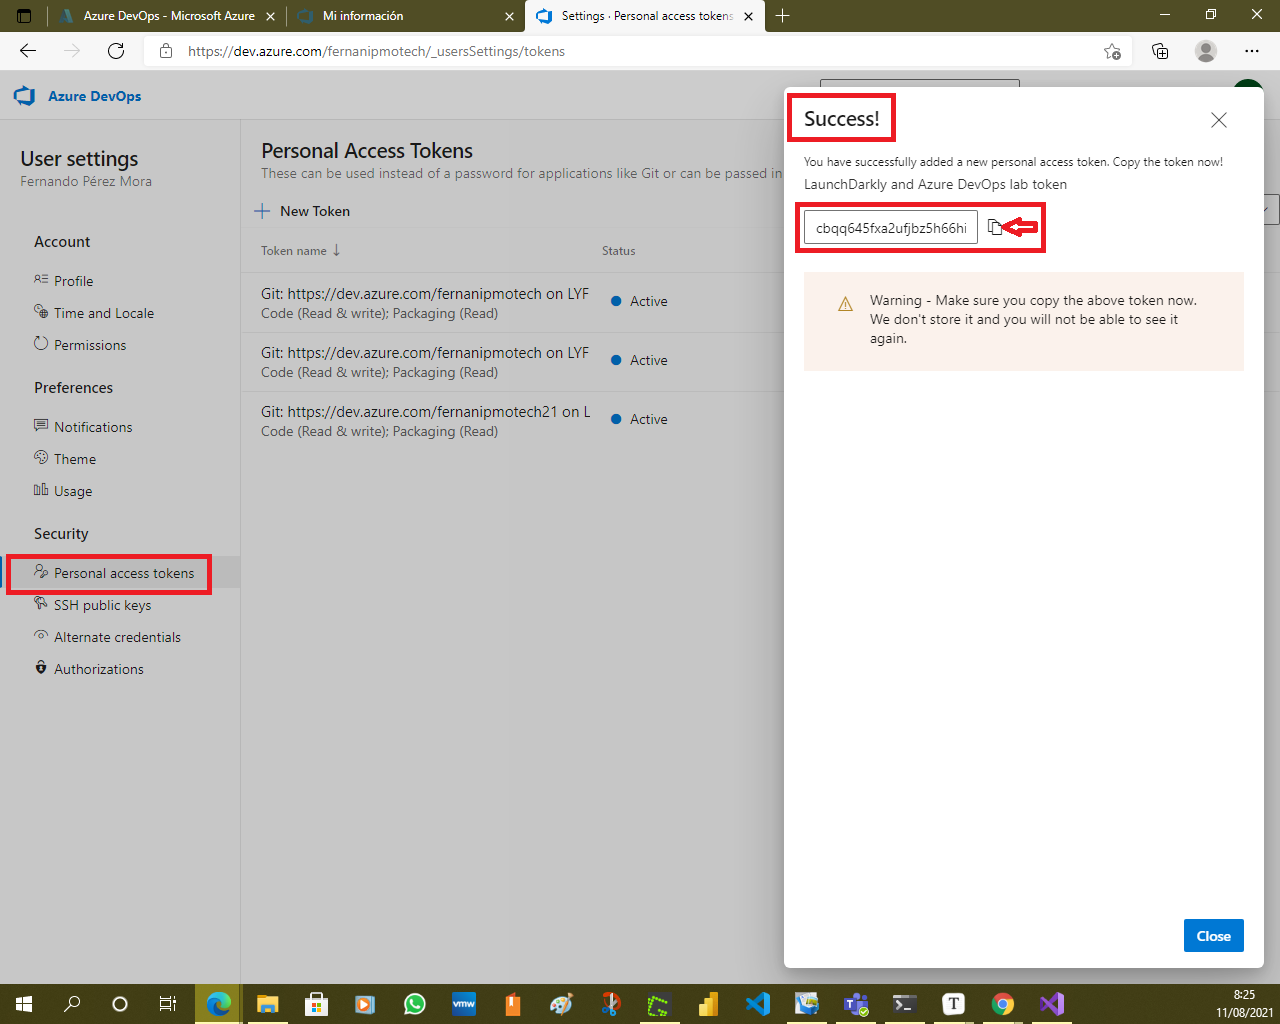 Azure DevOps - Microsoft Azure
Mi información
Settings · Personal access tokens
https://dev.azure.com/fernanipmotech/_usersSettings/tokens
Azure DevOps
User settings
Fernando Pérez Mora
Account
Profile
Time and Locale
Permissions
Preferences
Notifications
Theme
Usage
Security
Personal access tokens
SSH public keys
Alternate credentials
Authorizations
Personal Access Tokens
These can be used instead of a password for applications like Git or can be passed in
New Token
Token name
Status
Git: https://dev.azure.com/fernanipmotech on LYF
Code (Read & write); Packaging (Read)
Active
Git: https://dev.azure.com/fernanipmotech on LYF
Code (Read & write); Packaging (Read)
Active
Git: https://dev.azure.com/fernanipmotech21 on L
Code (Read & write); Packaging (Read)
Active
Success!
You have successfully added a new personal access token. Copy the token now!
LaunchDarkly and Azure DevOps lab token
cbqq645fxa2ufjbz5h66hi
Warning - Make sure you copy the above token now.
We don't store it and you will not be able to see it
again.
Close
vmw
T
8:25
11/08/2021